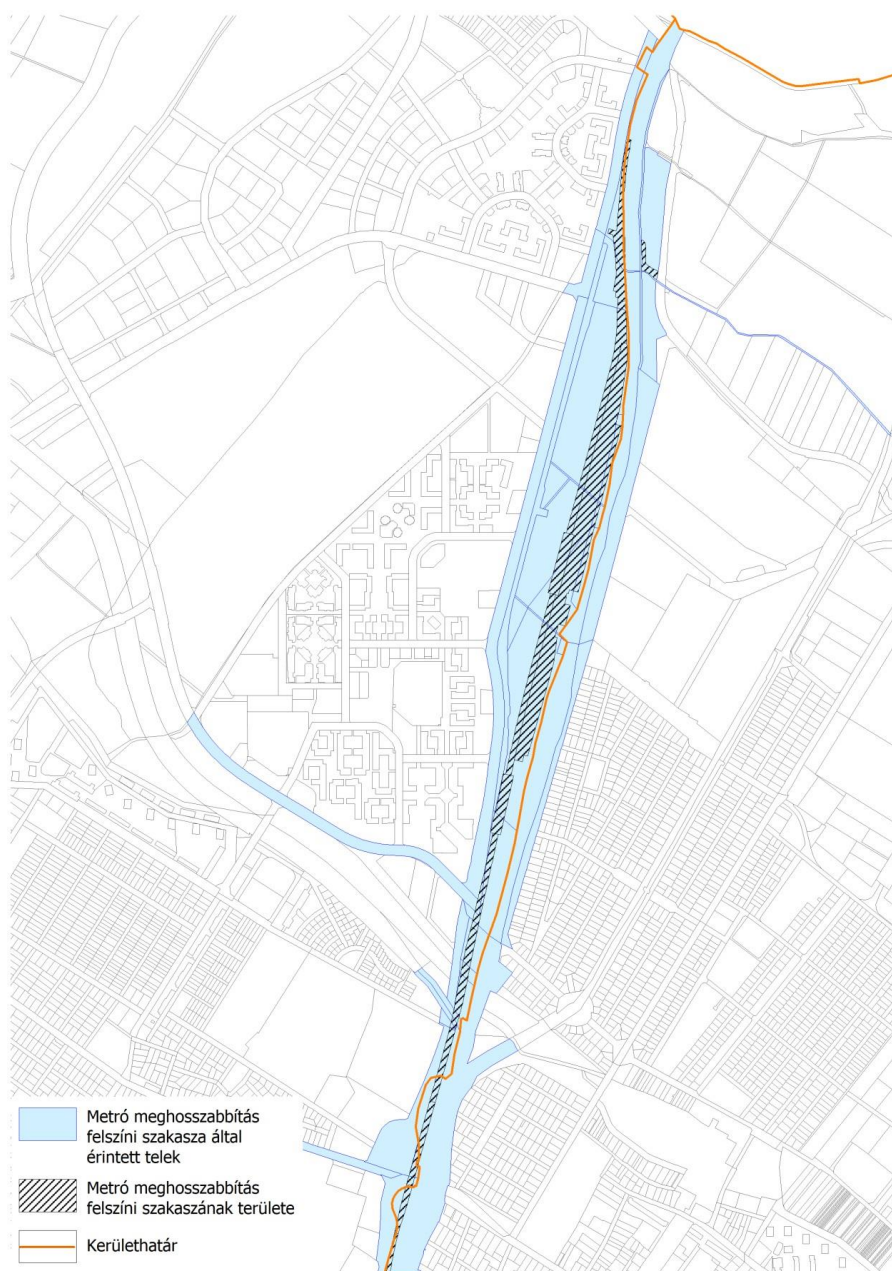 Metró meghosszabbítás
felszíni szakasza által
érintett telek
Metró meghosszabbítás
felszíni szakaszának területe
Kerülethatár